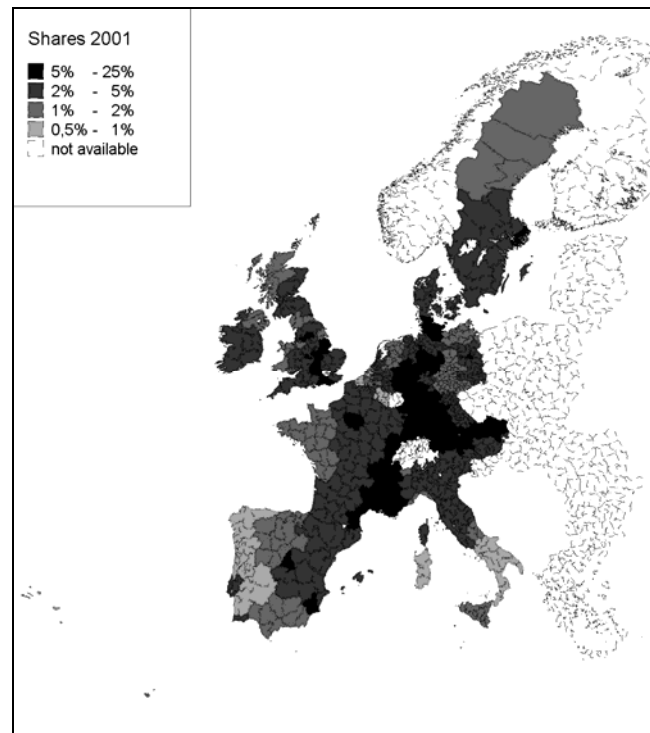 Shares 2001
5% - 25%
2% - 5%
1% - 2%
0,5% - 1%
not available